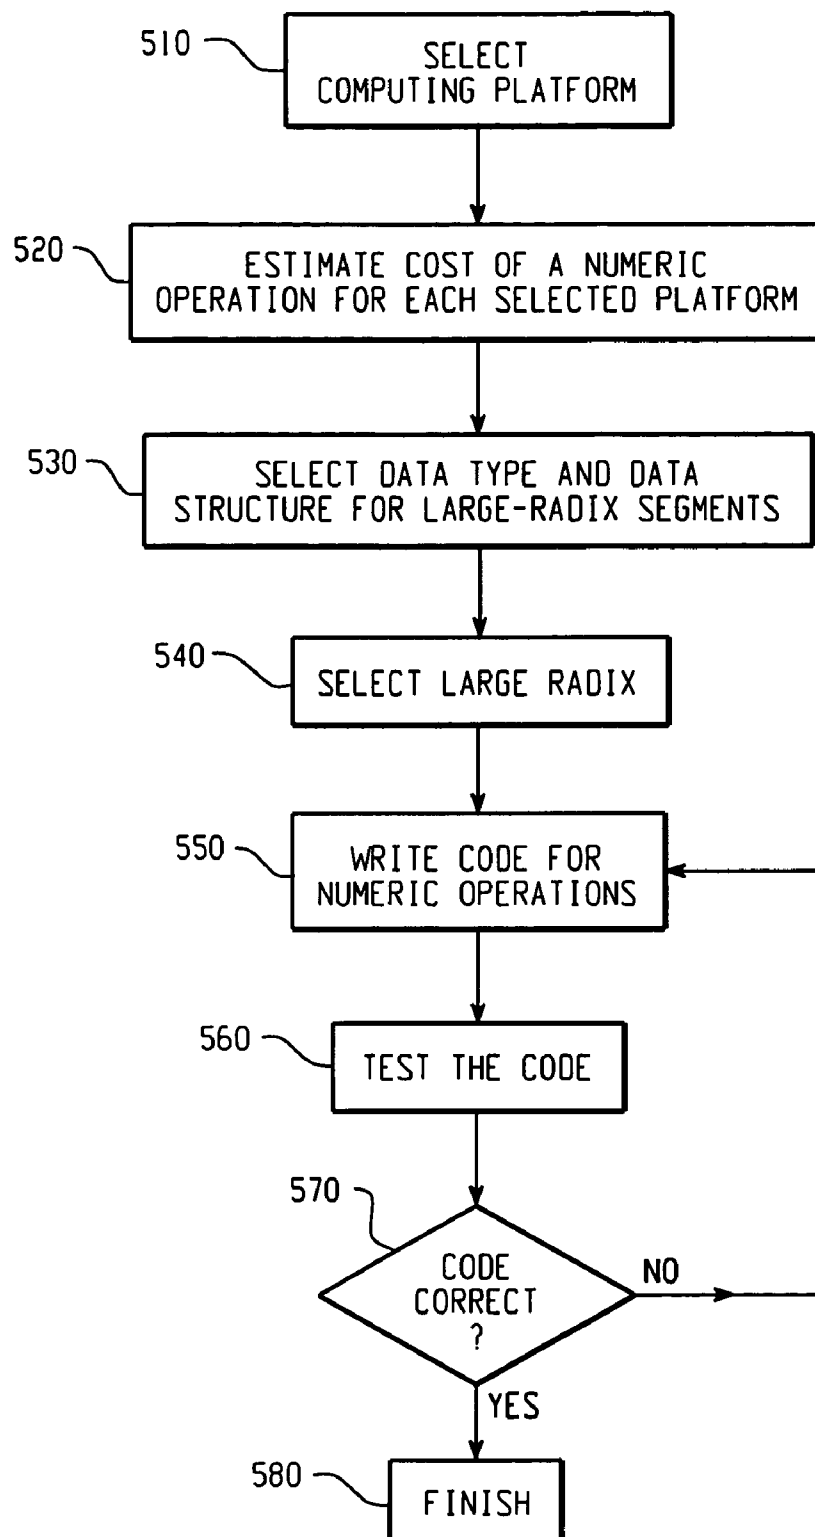 510
SELECT
COMPUTING PLATFORM
520
ESTIMATE COST OF A NUMERIC
OPERATION FOR EACH SELECTED PLATFORM
530
SELECT DATA TYPE AND DATA
STRUCTURE FOR LARGE-RADIX SEGMENTS
540
SELECT LARGE RADIX
550
WRITE CODE FOR
NUMERIC OPERATIONS
560
TEST THE CODE
570
CODE
CORRECT
?
NO
YES
580
FINISH